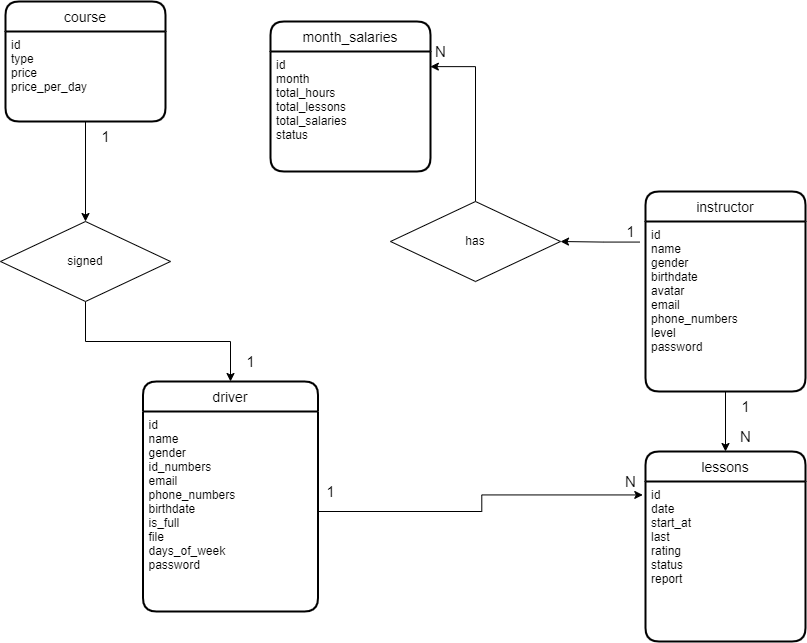 course
id
type
price
price_per_day
1
signed
1
month_salaries
N
id
month
total_hours
total_lessons
total_salaries
status
has
1
instructor
id
name
gender
birthdate
avatar
email
phone_numbers
level
password
1
N
driver
id
name
gender
id_numbers
email
phone_numbers
birthdate
is_full
file
days_of_week
password
1
N
lessons
id
date
start_at
last
rating
status
report